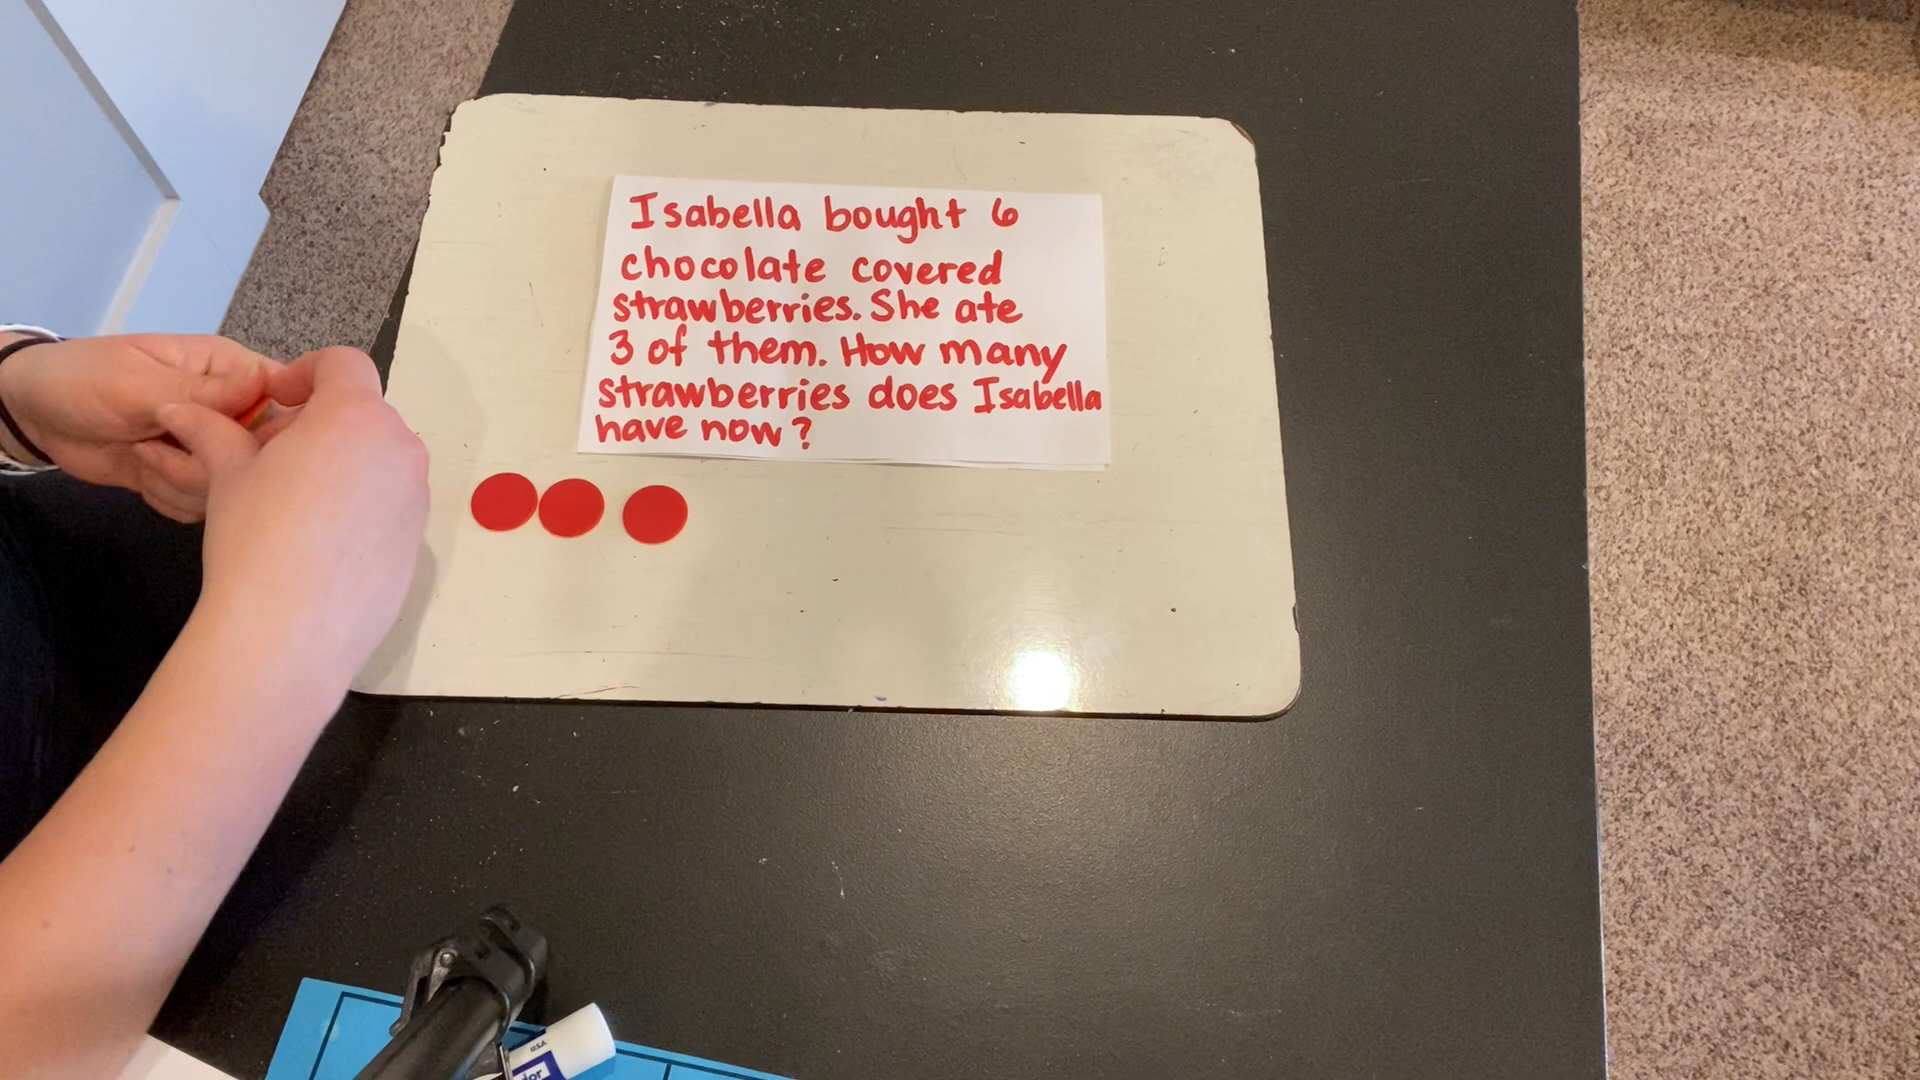 Isabella bought 6
chocolate covered
strawberries. She ate
3 of them. How many
strawberries does Isabella
have now?
U.S.A.